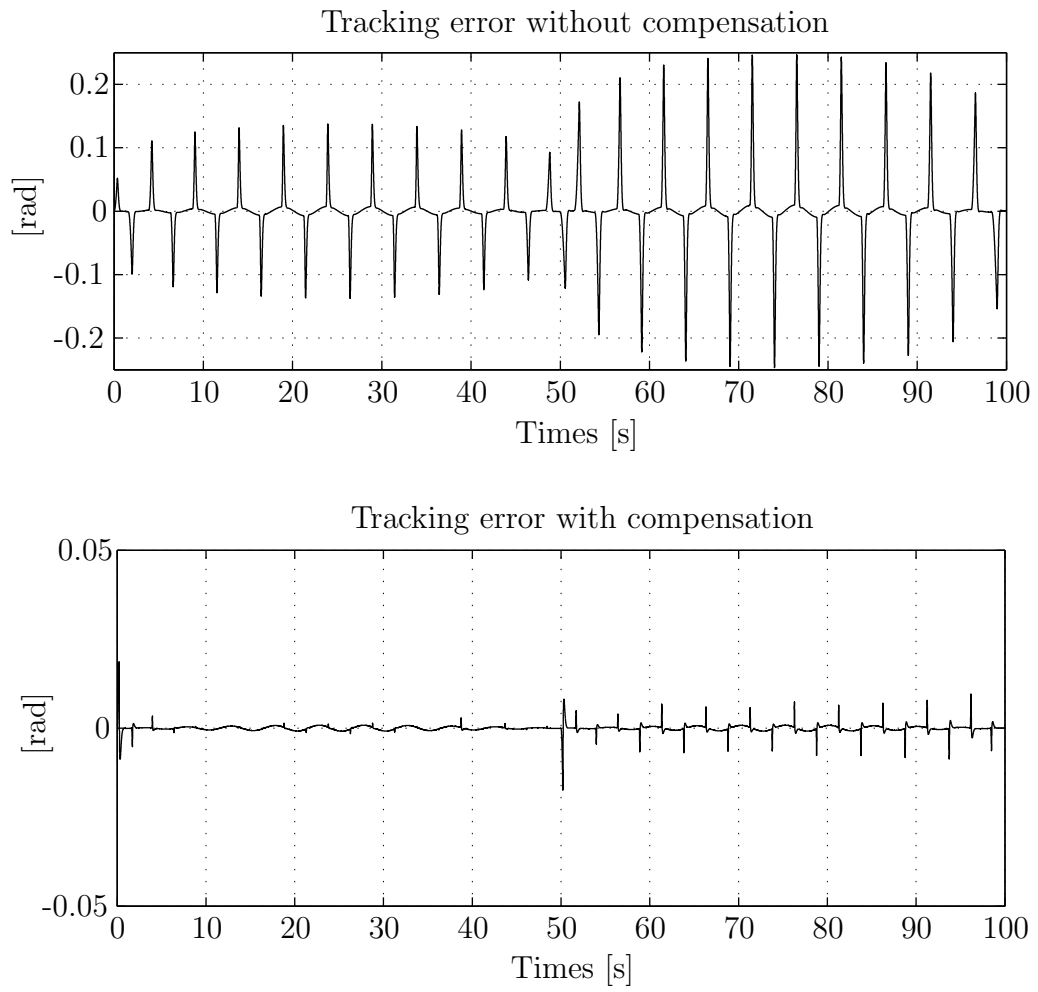 Tracking error without compensation
0.2
0.1
0
-0.1
-0.2
[rad]
0 10 20 30 40 50 60 70 80 90 100
Times [s]
Tracking error with compensation
0.05
0
-0.05
[rad]
0 10 20 30 40 50 60 70 80 90 100
Times [s]